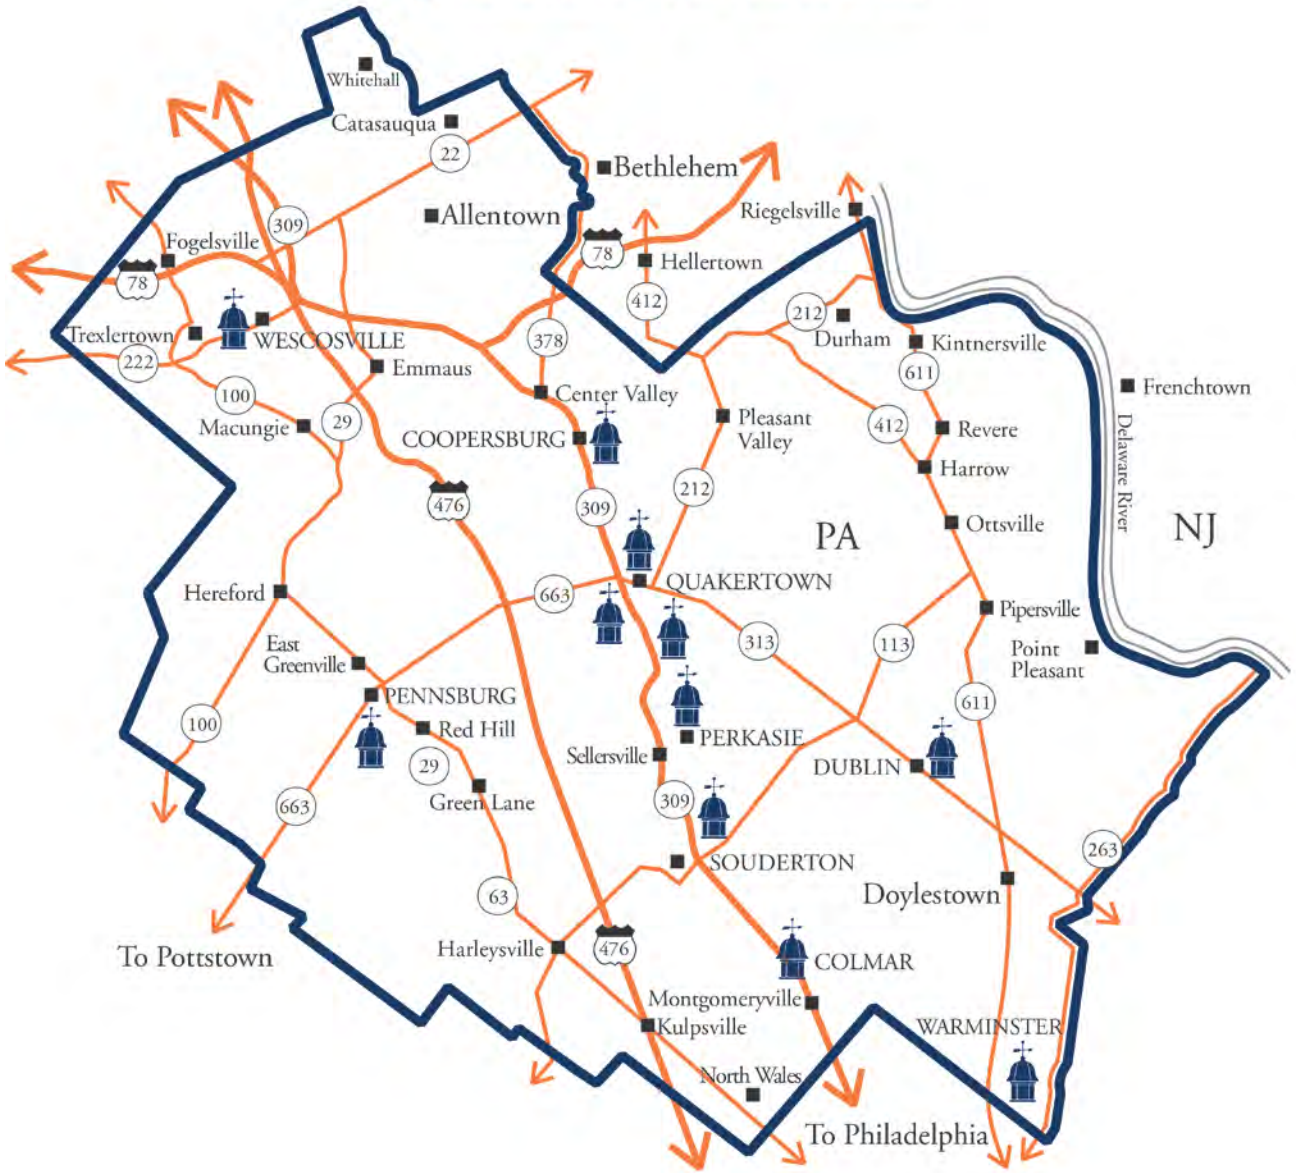 Whitehall
Catasauqua
22
Bethlehem
Riegelsville
Allentown
309
Fogelsville
78
78
Hellertown
412
212
Durham
Kintnersville
Trexlertown
WESCOSVILLE
222
378
Emmaus
611
Frenchtown
100
Center Valley
29
Macungie
COOPERSBURG
Pleasant
Valley
412
Revere
Harrow
Delaware River
476
212
309
Ottsville
PA
NJ
QUAKERTOWN
Hereford
663
Pipersville
313
113
East
Greenville
Point
Pleasant
PENNSBURG
611
100
Red Hill
PERKASIE
Sellersville
29
DUBLIN
Green Lane
663
309
263
SOUDERTON
63
Doylestown
Harleysville
476
To Pottstown
COLMAR
Montgomeryville
Kulpsville
WARMINSTER
North Wales
To Philadelphia